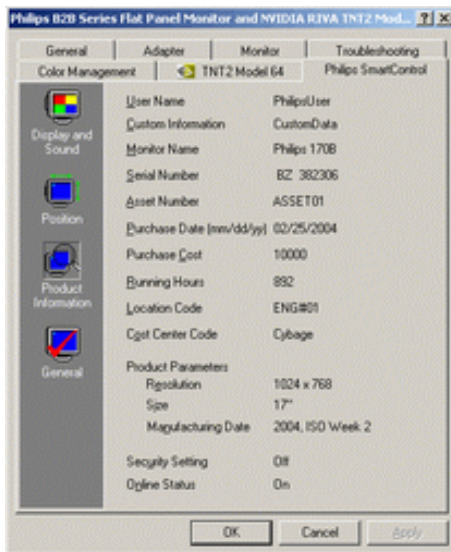 Philips B2B Series Flat Panel Monitor and NVIDIA RIVA TNT2 Mod...
General Adapter Monitor Troubleshooting
Color Management TNT2 Model 64 Philips SmartControl
Display and Sound
Position
Product Information
General
User Name PhilipsUser
Custom Information CustomData
Monitor Name Philips 170B
Serial Number BZ 382306
Asset Number ASSET01
Purchase Date (mm/dd/yy) 02/25/2004
Purchase Cost 10000
Running Hours 892
Location Code ENG#01
Cost Center Code Cybage
Product Parameters
Resolution 1024 x 768
Size 17"
Manufacturing Date 2004, ISO Week 2
Security Setting Off
Online Status On
OK Cancel Apply